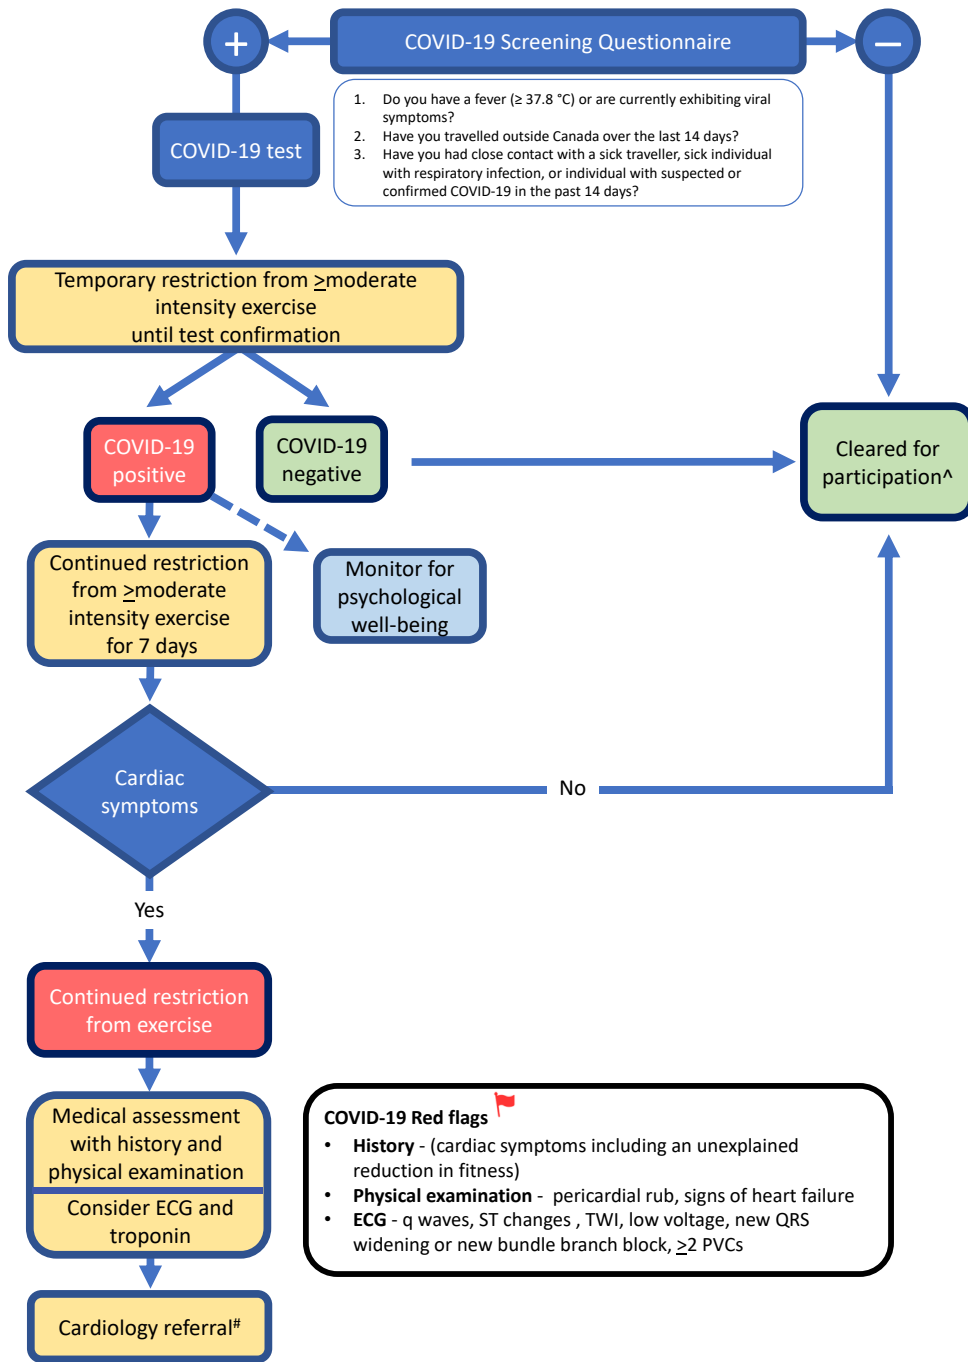 +
COVID-19 Screening Questionnaire
−
1. Do you have a fever (≥ 37.8 °C) or are currently exhibiting viral
symptoms?
2. Have you travelled outside Canada over the last 14 days?
3. Have you had close contact with a sick traveller, sick individual
with respiratory infection, or individual with suspected or
confirmed COVID-19 in the past 14 days?
COVID-19 test
Temporary restriction from >moderate
intensity exercise
until test confirmation
COVID-19
positive
COVID-19
negative
Cleared for
participation^
Continued restriction
from >moderate
intensity exercise
for 7 days
Monitor for
psychological
well-being
Cardiac
symptoms
No
Yes
Continued restriction
from exercise
Medical assessment
with history and
physical examination
Consider ECG and
troponin
Cardiology referral#
COVID-19 Red flags
• History - (cardiac symptoms including an unexplained
reduction in fitness)
• Physical examination - pericardial rub, signs of heart failure
• ECG - q waves, ST changes , TWI, low voltage, new QRS
widening or new bundle branch block, >2 PVCs